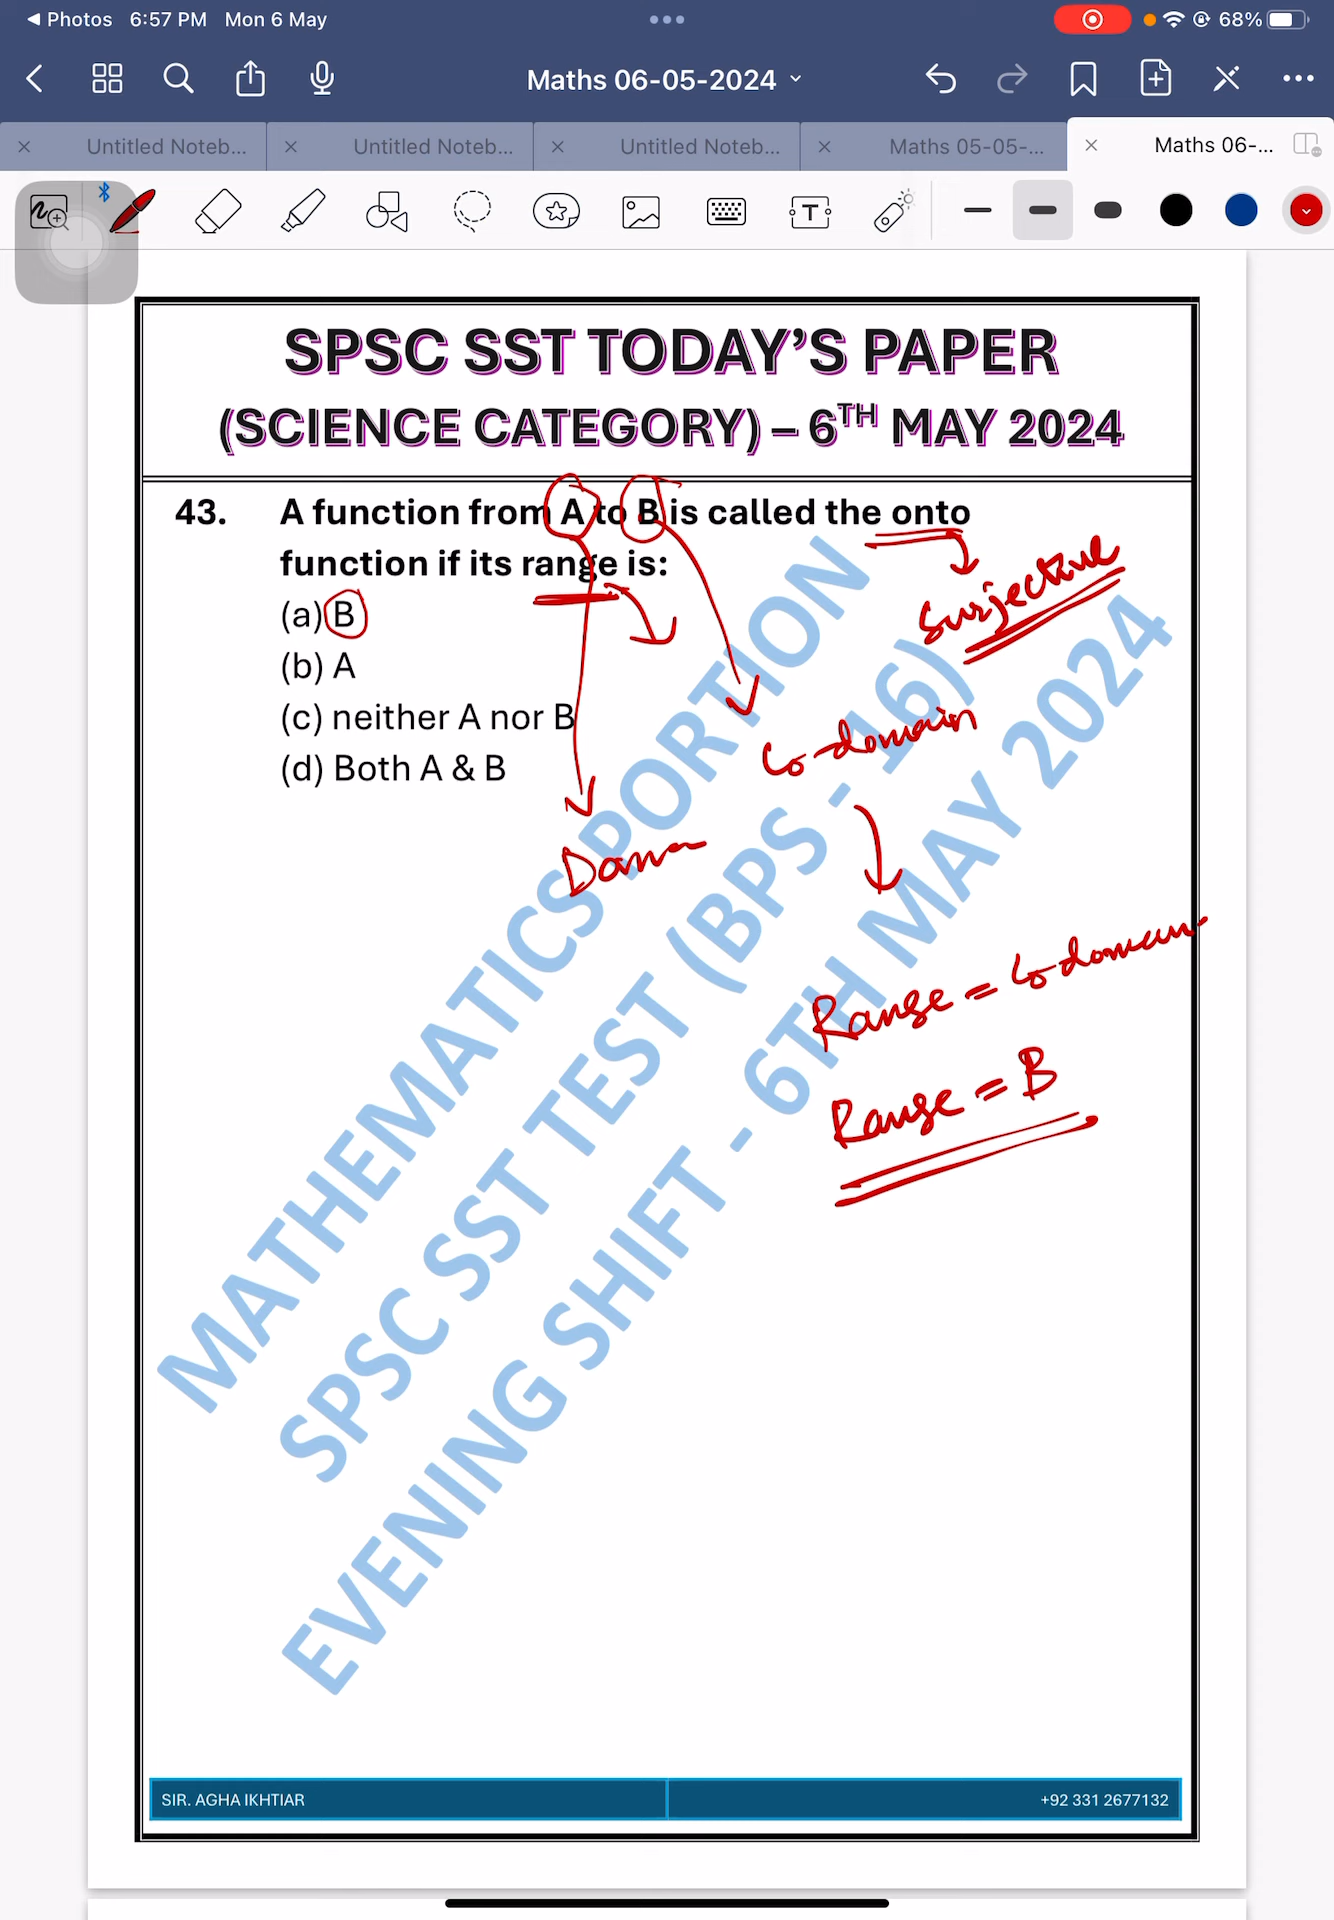 Photos 6:57 PM Mon 6 May 68%
Maths 06-05-2024
Untitled Noteb... Untitled Noteb... Untitled Noteb... Maths 05-05-... Maths 06-...
SPSC SST TODAY'S PAPER
(SCIENCE CATEGORY) – 6TH MAY 2024
43. A function from A to B is called the onto
function if its range is:
(a) B
(b) A
(c) neither A nor B
(d) Both A & B
Surjective
Co-domain
Range = Co-domain
Range = B
MATHEMATICS PORTION
SPSC SST TEST (BPS - 16)
EVENING SHIFT - 6TH MAY 2024
SIR. AGHA IKHTIAR +92 331 2677132